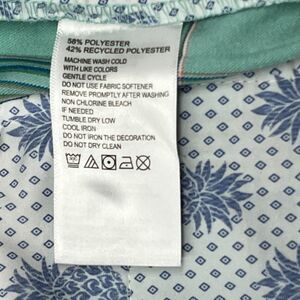 58% POLYESTER
42% RECYCLED POLYESTER
MACHINE WASH COLD
WITH LIKE COLORS
GENTLE CYCLE
DO NOT USE FABRIC SOFTENER
REMOVE PROMPTLY AFTER WASHING
NON CHLORINE BLEACH
IF NEEDED
TUMBLE DRY LOW
COOL IRON
DO NOT IRON THE DECORATION
DO NOT DRY CLEAN